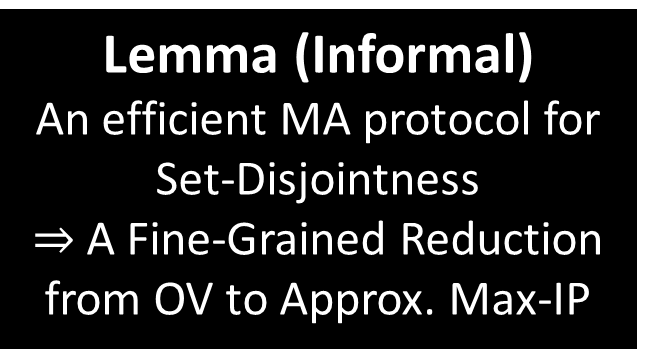 Lemma (Informal)
An efficient MA protocol for
Set-Disjointness
⇒ A Fine-Grained Reduction
from OV to Approx. Max-IP